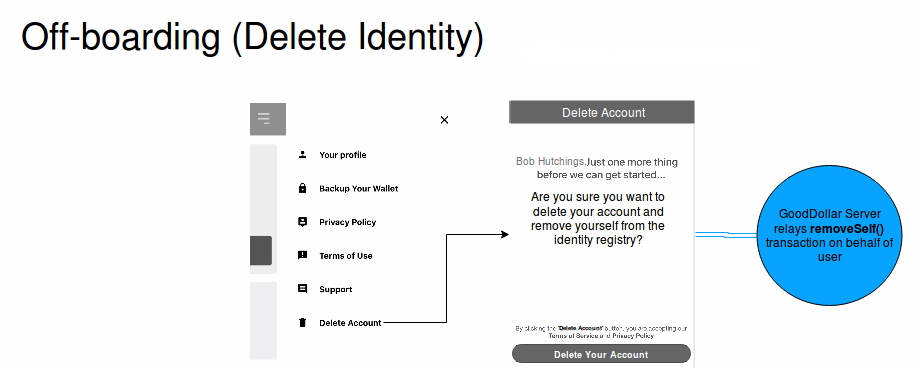 Off-boarding (Delete Identity)
Your profile
Backup Your Wallet
Privacy Policy
Terms of Use
Support
Delete Account
Delete Account
Bob Hutchings,Just one more thing
before we can get started...
Are you sure you want to
delete your account and
remove yourself from the
identity registry?
By clicking the 'Delete Account' button, you are accepting our
Terms of Service and Privacy Policy
Delete Your Account
GoodDollar Server
relays removeSelf()
transaction on behalf of
user